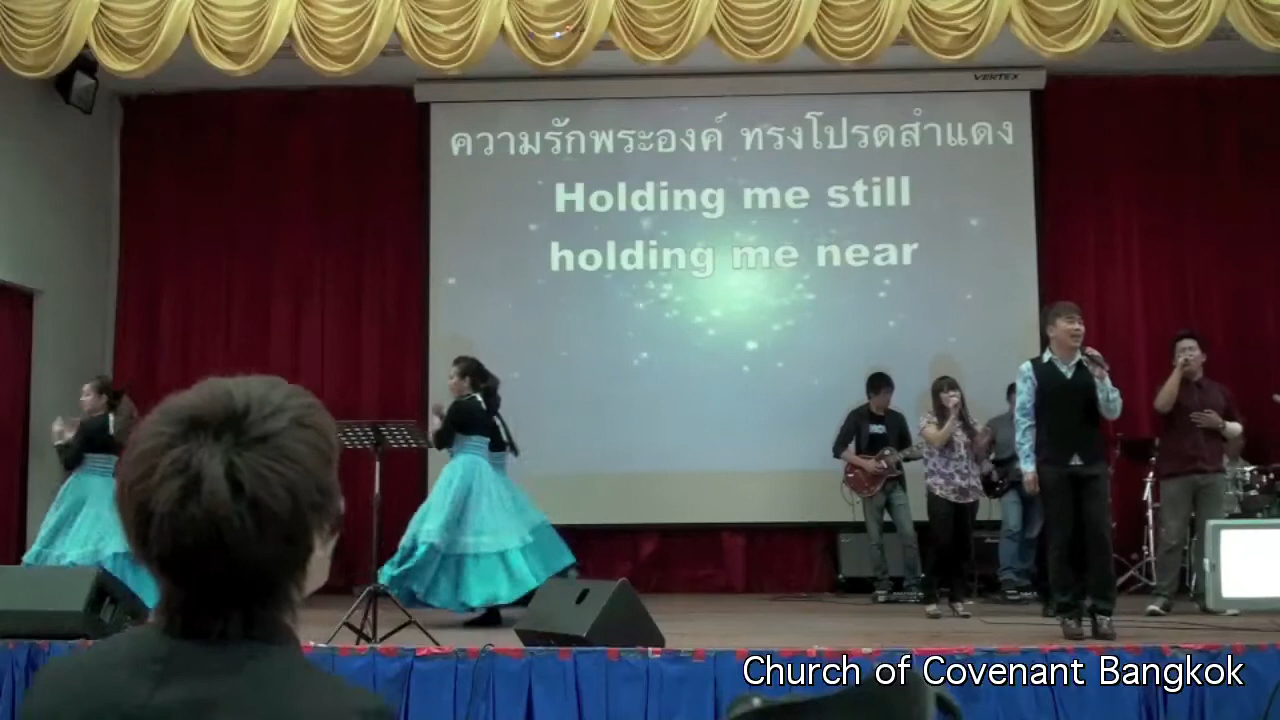 VERTEX
ความรักพระองค์ ทรงโปรดสำแดง
Holding me still
holding me near
Church of Covenant Bangkok